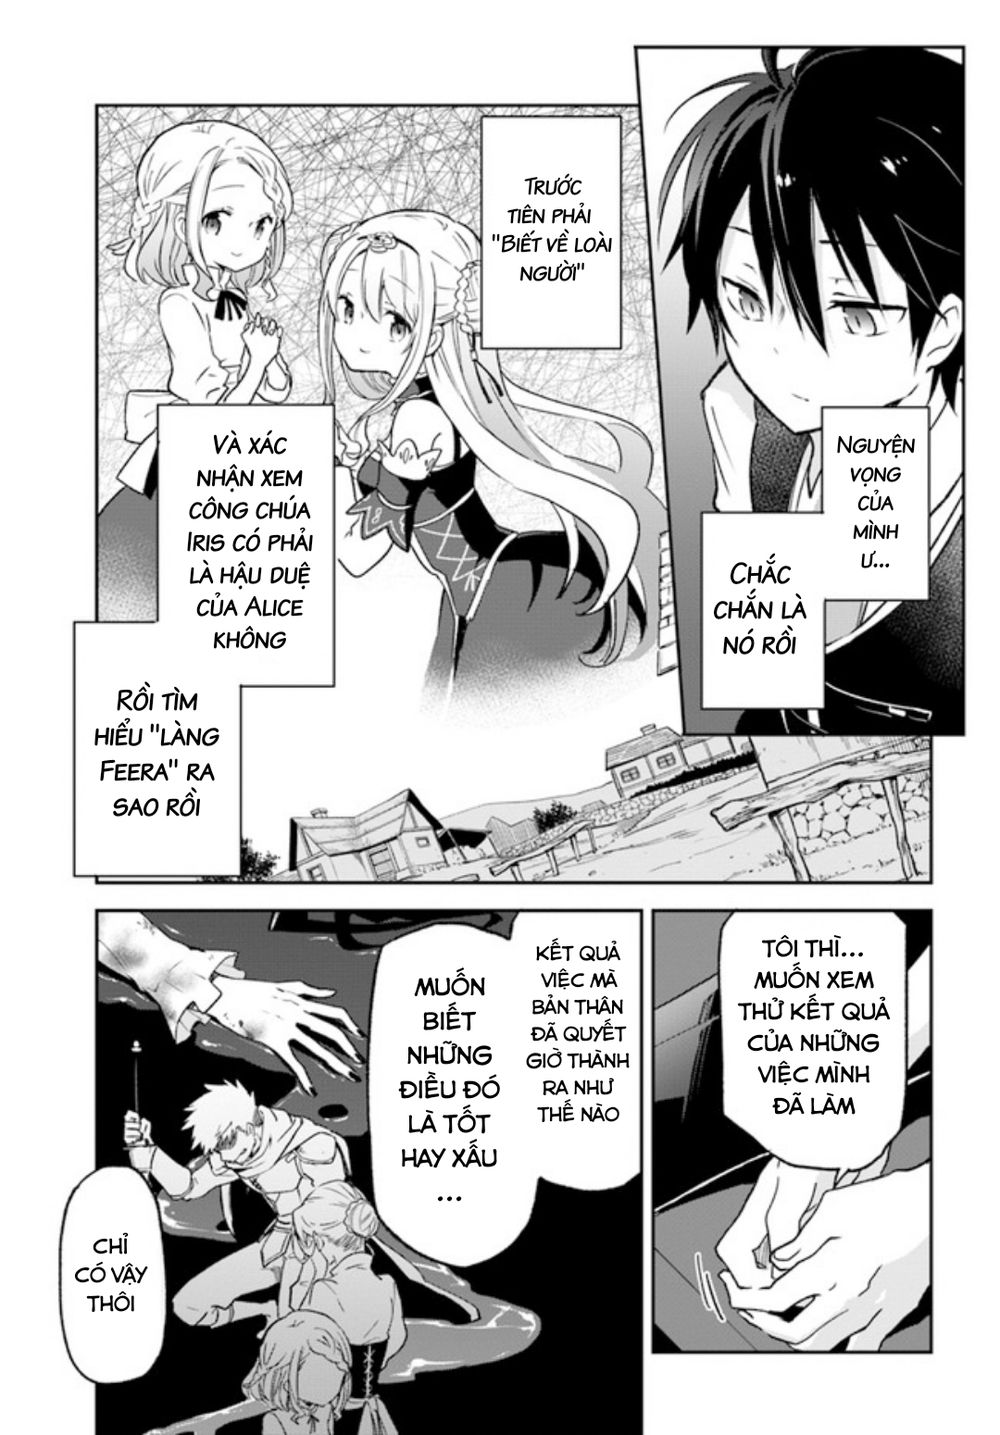 NGUYỆN
VỌNG
CỦA
MÌNH
Ư...
CHẮC
CHẮN LÀ
NÓ RỒI
TRƯỚC
TIÊN PHẢI
"BIẾT VỀ LOÀI
NGƯỜI"
VÀ XÁC
NHẬN XEM
CÔNG CHÚA
IRIS CÓ PHẢI
LÀ HẬU DUỆ
CỦA ALICE
KHÔNG
RỒI TÌM
HIỂU "LÀNG
FEERA" RA
SAO RỒI
TÔI THÌ...
MUỐN XEM
THỬ KẾT QUẢ
CỦA NHỮNG
VIỆC MÌNH
ĐÃ LÀM
KẾT QUẢ
VIỆC MÀ
BẢN THÂN
ĐÃ QUYẾT
GIỜ THÀNH
RA NHƯ
THẾ NÀO
MUỐN
BIẾT
NHỮNG
ĐIỀU ĐÓ
LÀ TỐT
HAY XẤU
...
CHỈ
CÓ VẬY
THÔI